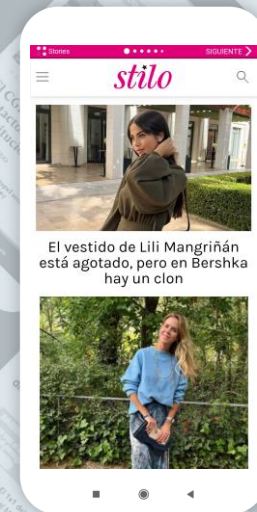 Stories
SIGUIENTE
stilo
El vestido de Lili Mangriñán
está agotado, pero en Bershka
hay un clon